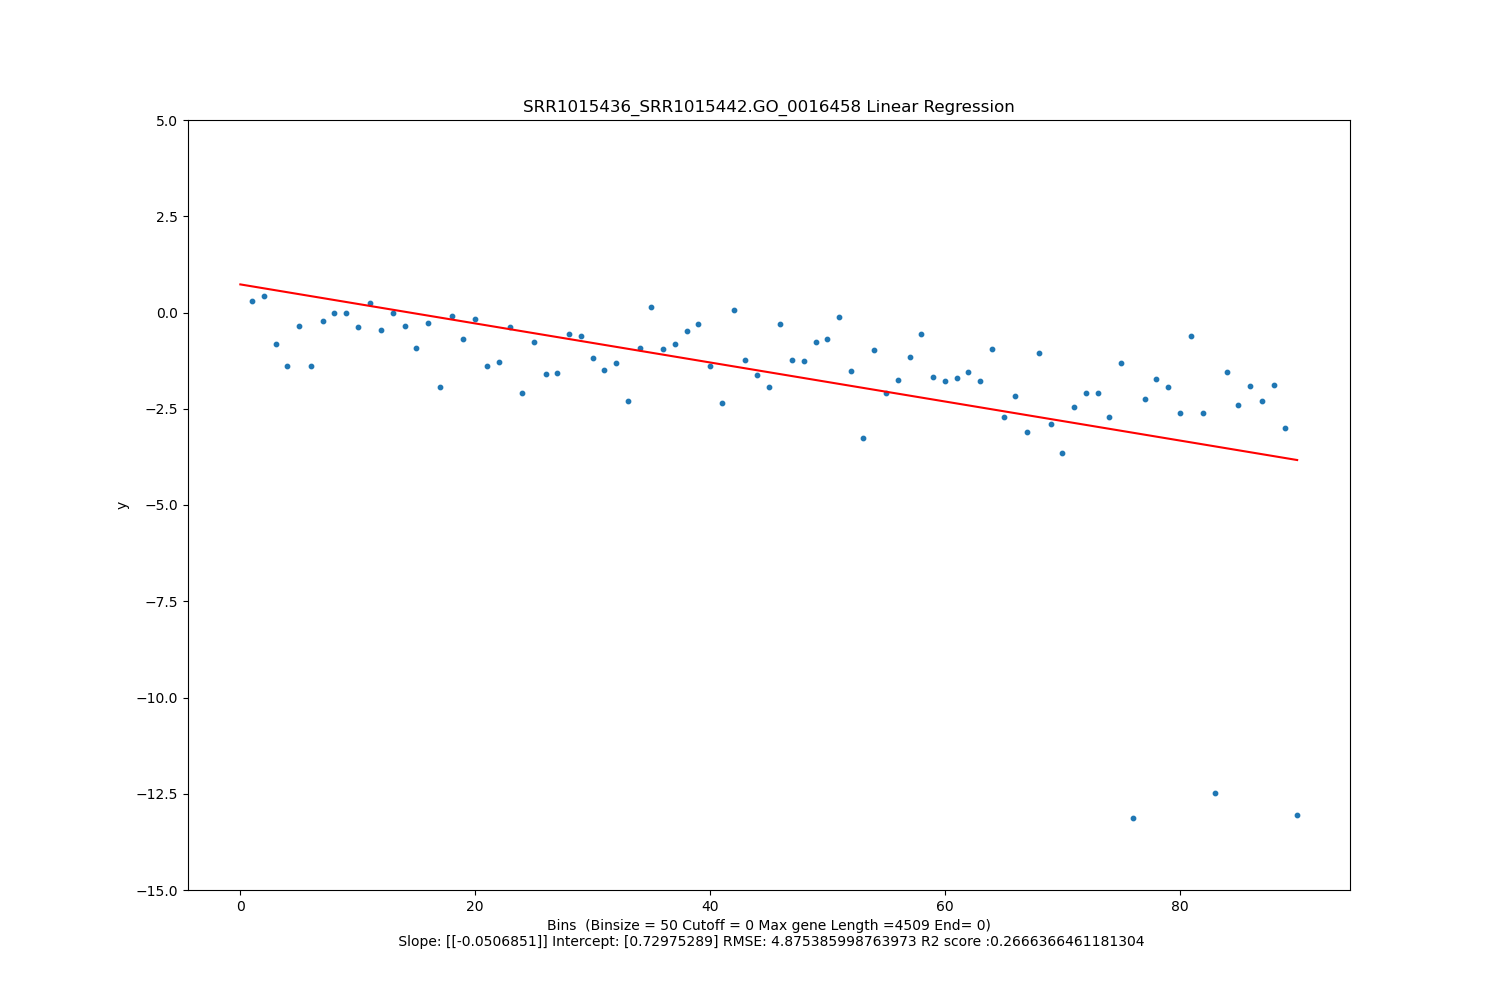 SRR1015436_SRR1015442.GO_0016458 Linear Regression
5.0
2.5
0.0
−2.5
−5.0
−7.5
−10.0
−12.5
−15.0
y
0 20 40 60 80
Bins  (Binsize = 50 Cutoff = 0 Max gene Length =4509 End= 0)
Slope: [[-0.0506851]] Intercept: [0.72975289] RMSE: 4.875385998763973 R2 score :0.2666366461181304